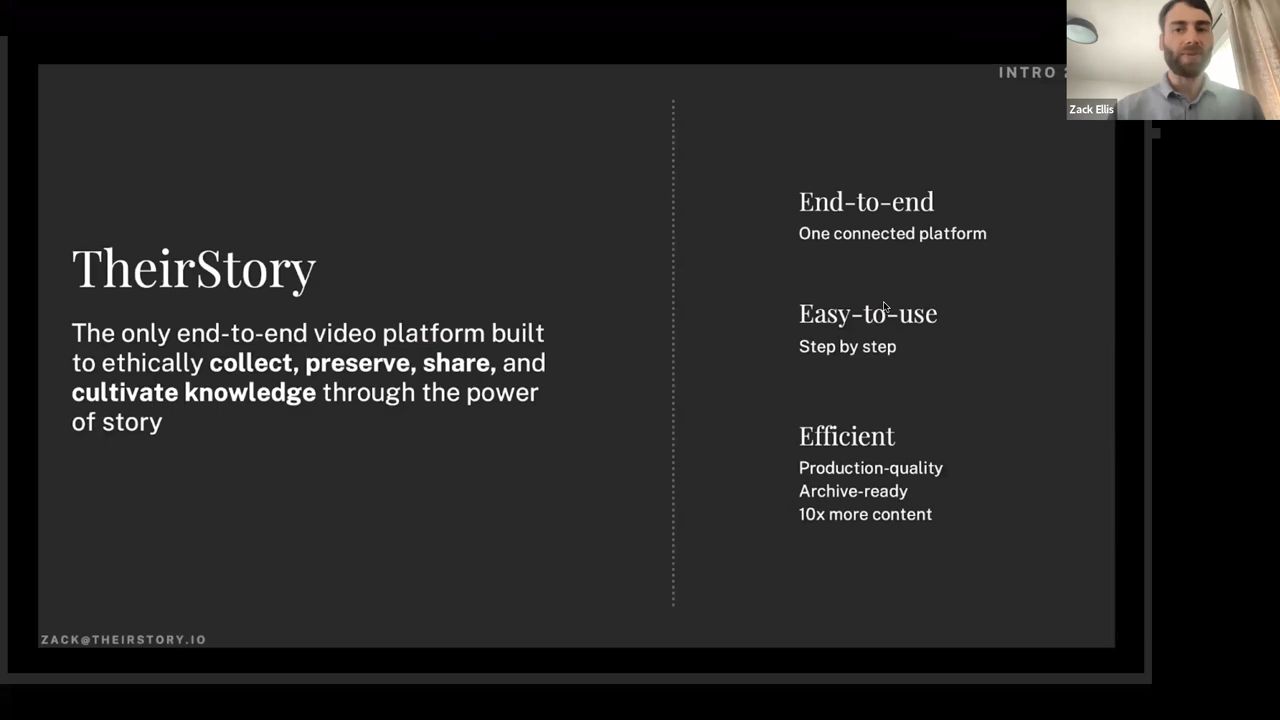 INTRO
Zack Ellis
TheirStory
The only end-to-end video platform built
to ethically collect, preserve, share, and
cultivate knowledge through the power
of story
End-to-end
One connected platform
Easy-to-use
Step by step
Efficient
Production-quality
Archive-ready
10x more content
ZACK@THEIRSTORY.IO